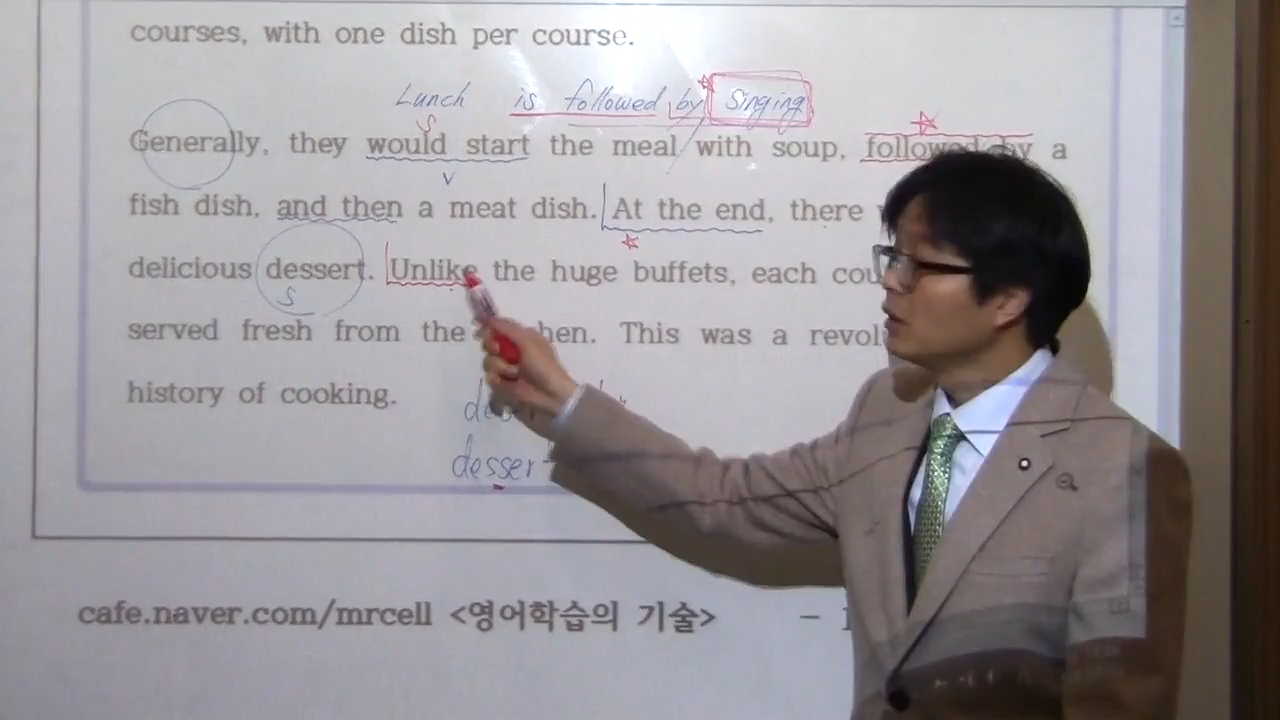 courses, with one dish per course.
Lunch is followed by Singing
Generally, they would start the meal with soup, followed by a
S
V
fish dish, and then a meat dish. At the end, there
delicious dessert. Unlike the huge buffets, each
S
served fresh from the This was a
history of cooking.
cafe.naver.com/mrcell <영어학습의 기술> –